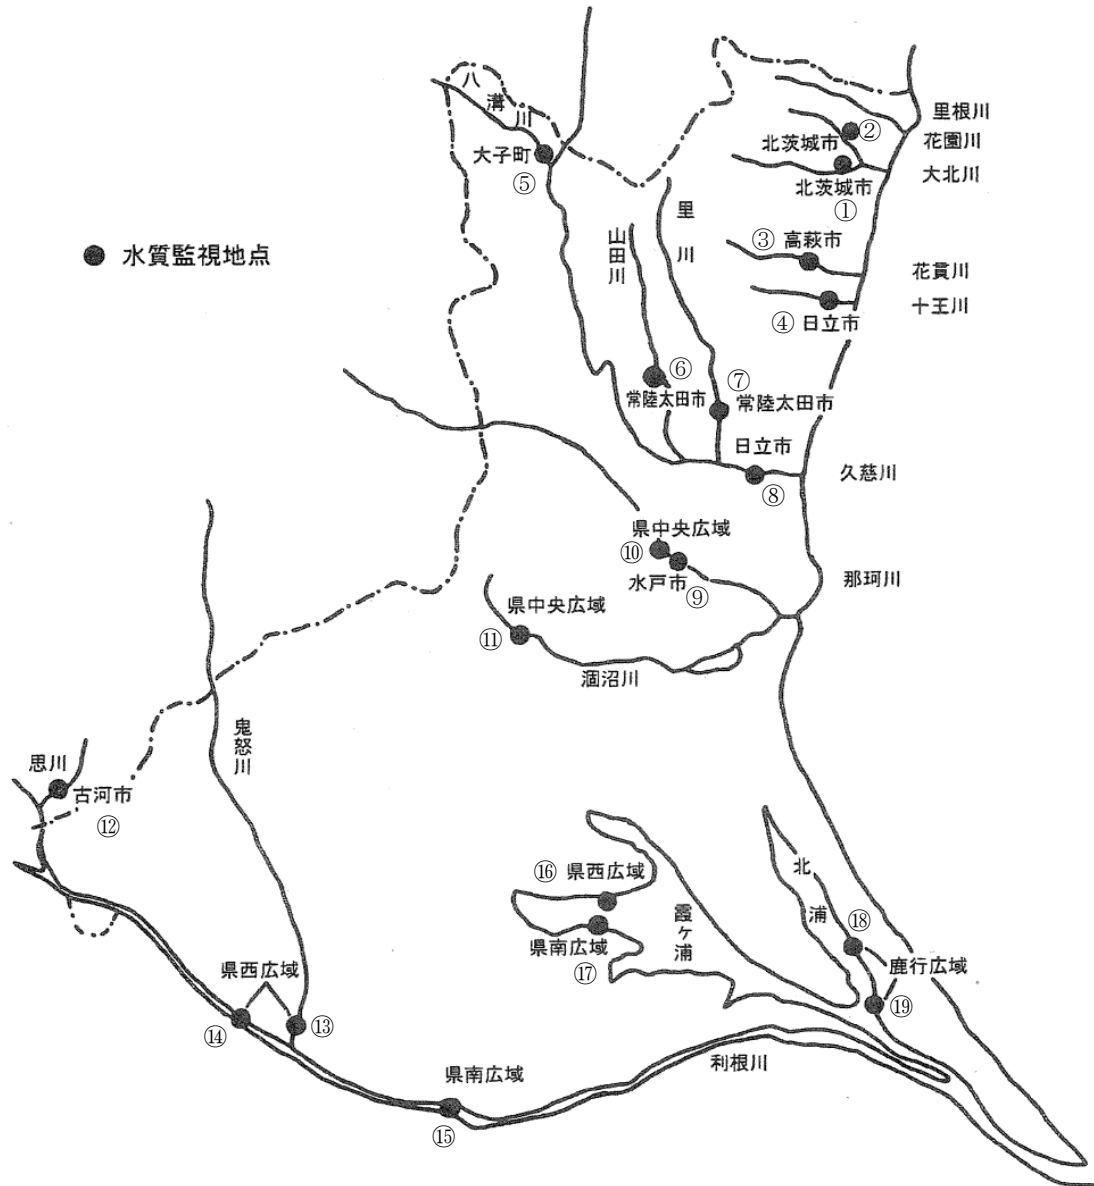 八溝川
里根川
②
北茨城市
花園川
大子町
大北川
北茨城市
⑤
①
里川
山田川
③ 高萩市
水質監視地点
花貫川
十王川
④ 日立市
⑥
⑦
常陸太田市
常陸太田市
日立市
久慈川
⑧
県中央広域
⑩
那珂川
水戸市
⑨
県中央広域
⑪
涸沼川
鬼怒川
思川
古河市
⑫
⑯ 県西広域
北浦
霞ヶ浦
⑱
県南広域
⑰
鹿行広域
県西広域
⑲
⑭
⑬
利根川
県南広域
⑮